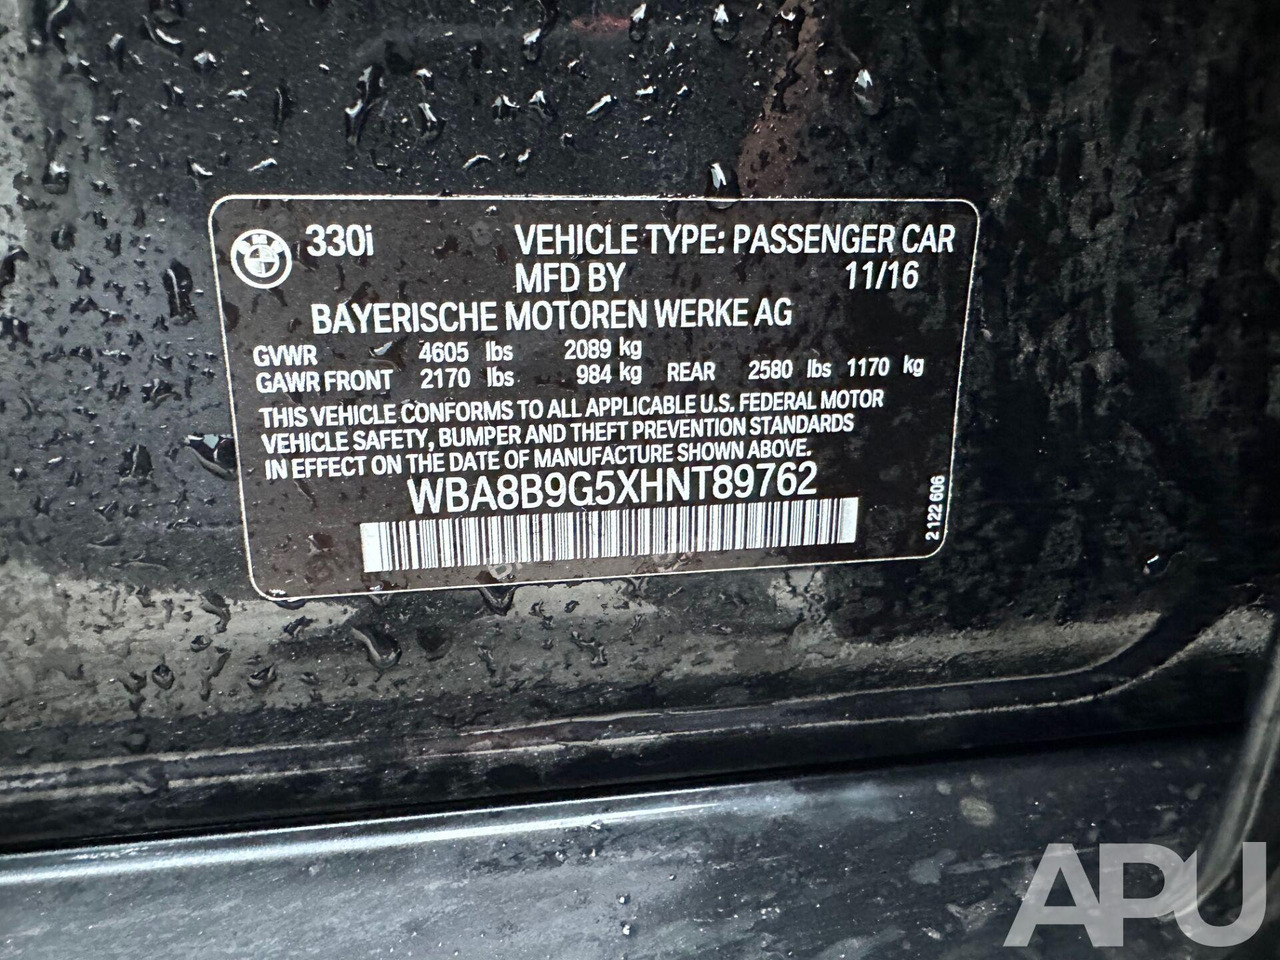 330i VEHICLE TYPE: PASSENGER CAR
MFD BY 11/16
BAYERISCHE MOTOREN WERKE AG
GVWR 4605 lbs 2089 kg
GAWR FRONT 2170 lbs 984 kg REAR 2580 lbs 1170 kg
THIS VEHICLE CONFORMS TO ALL APPLICABLE U.S. FEDERAL MOTOR
VEHICLE SAFETY, BUMPER AND THEFT PREVENTION STANDARDS
IN EFFECT ON THE DATE OF MANUFACTURE SHOWN ABOVE.
WBA8B9G5XHNT89762
2 122 606
APU